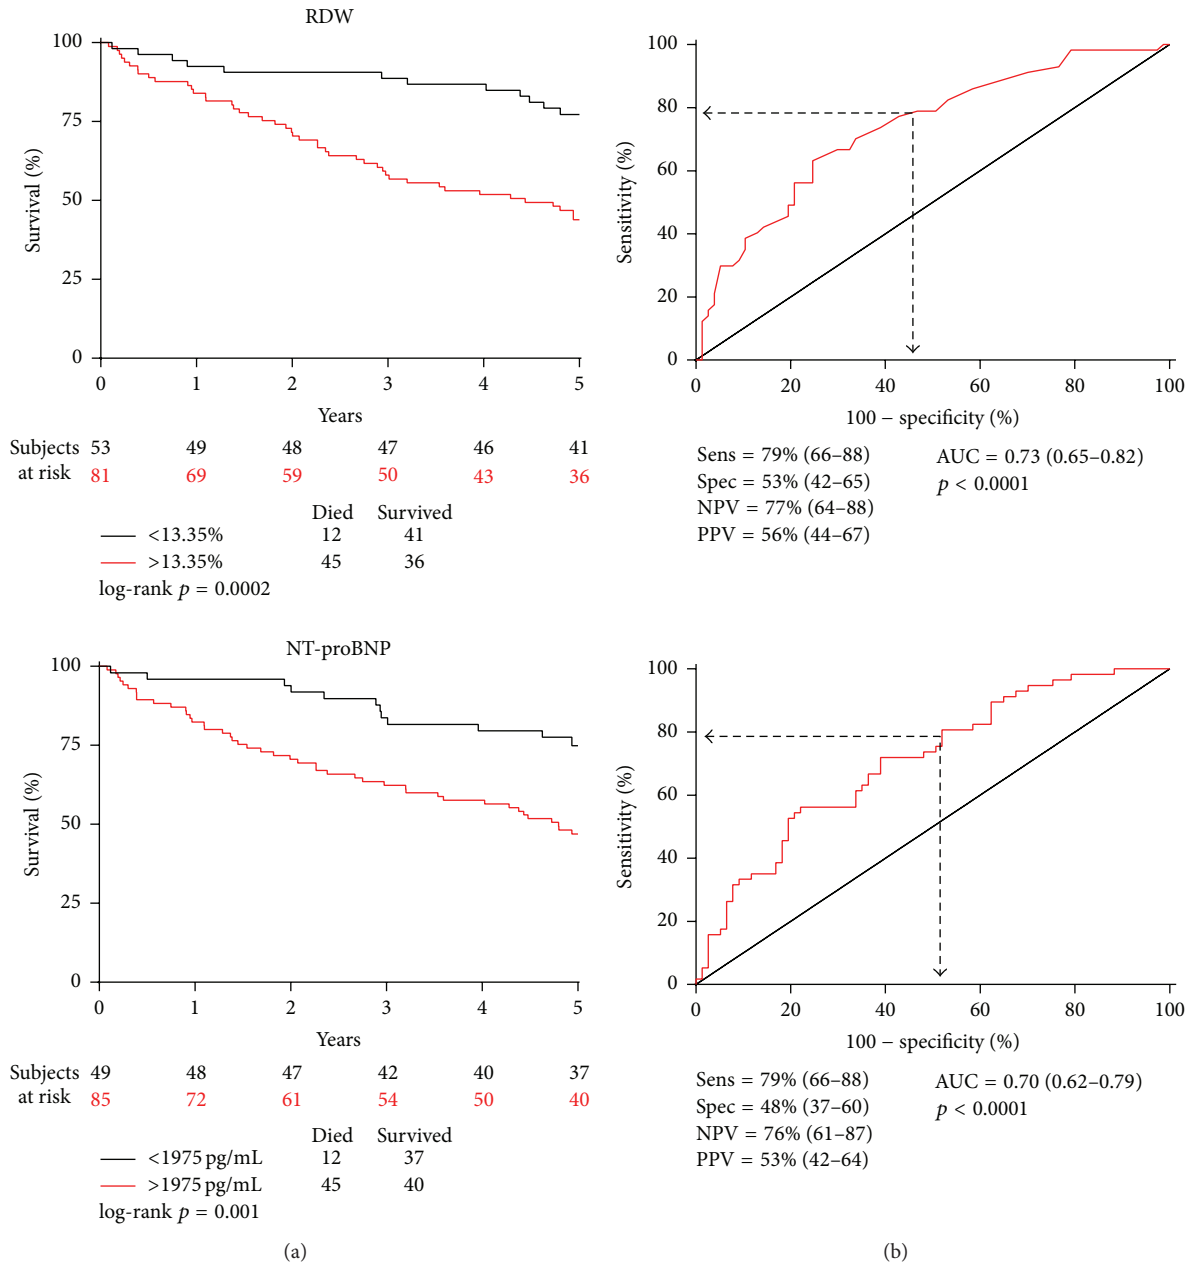 RDW
100
75
50
25
0
Survival (%)
0 1 2 3 4 5
Years
Subjects at risk
53 49 48 47 46 41
81 69 59 50 43 36
Died Survived
<13.35% 12 41
>13.35% 45 36
log-rank p = 0.0002
100
80
60
40
20
0
Sensitivity (%)
0 20 40 60 80 100
100 − specificity (%)
Sens = 79% (66–88)
Spec = 53% (42–65)
NPV = 77% (64–88)
PPV = 56% (44–67)
AUC = 0.73 (0.65–0.82)
p < 0.0001
NT-proBNP
100
75
50
25
0
Survival (%)
0 1 2 3 4 5
Years
Subjects at risk
49 48 47 42 40 37
85 72 61 54 50 40
Died Survived
<1975 pg/mL 12 37
>1975 pg/mL 45 40
log-rank p = 0.001
(a)
100
80
60
40
20
0
Sensitivity (%)
0 20 40 60 80 100
100 − specificity (%)
Sens = 79% (66–88)
Spec = 48% (37–60)
NPV = 76% (61–87)
PPV = 53% (42–64)
AUC = 0.70 (0.62–0.79)
p < 0.0001
(b)